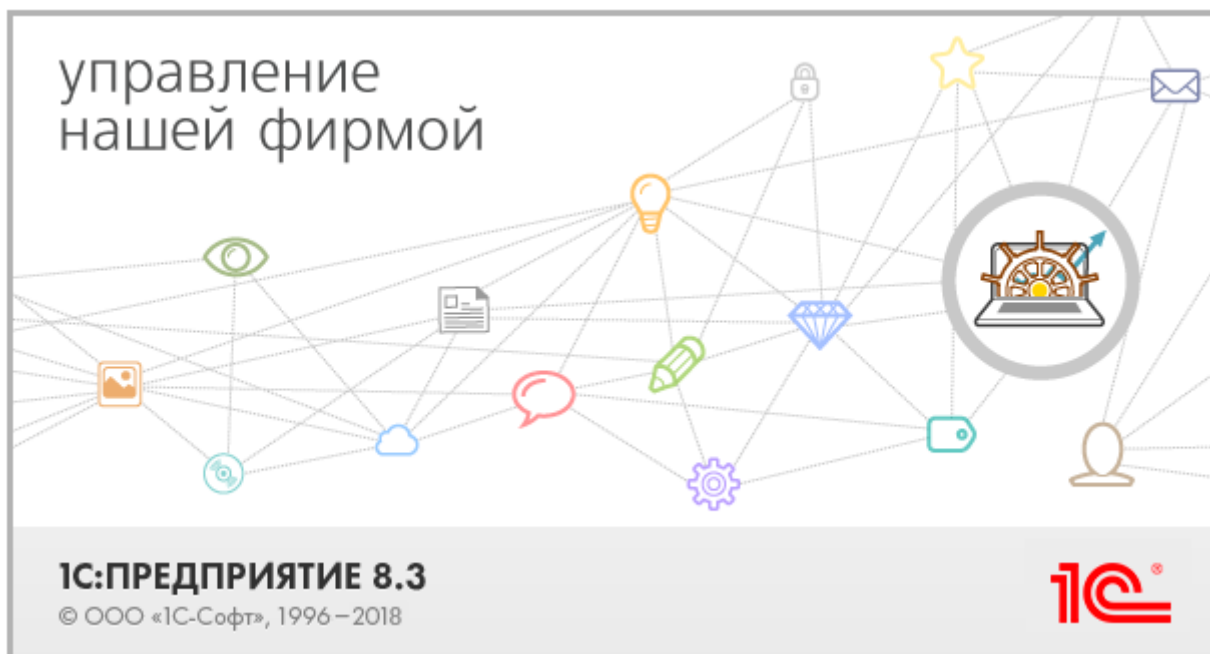 управление
нашей фирмой
1С:ПРЕДПРИЯТИЕ 8.3
© ООО «1С-Софт», 1996–2018
1С®